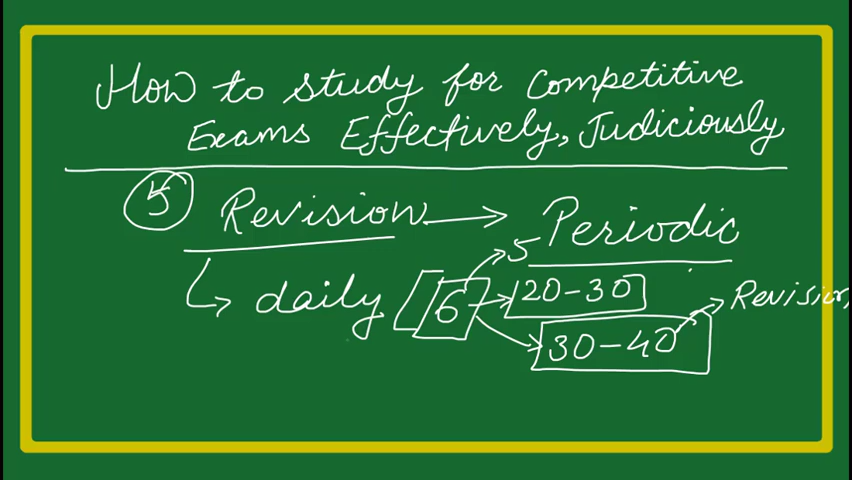 How to study for competitive
Exams Effectively, Judiciously
5 Revision → Periodic
5
→ daily 6 → 20-30 → Revision,
30-40